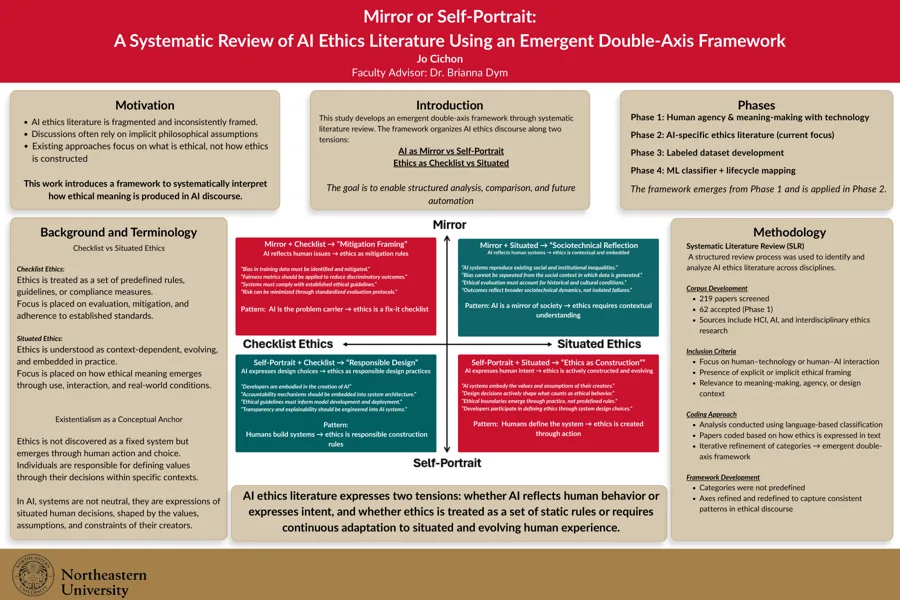 Mirror or Self-Portrait:
A Systematic Review of AI Ethics Literature Using an Emergent Double-Axis Framework
Jo Cichon
Faculty Advisor: Dr. Brianna Dym
Motivation
• AI ethics literature is fragmented and inconsistently framed.
• Discussions often rely on implicit philosophical assumptions
• Existing approaches focus on what is ethical, not how ethics
is constructed
This work introduces a framework to systematically interpret
how ethical meaning is produced in AI discourse.
Introduction
This study develops an emergent double-axis framework through systematic
literature review. The framework organizes AI ethics discourse along two
tensions:
AI as Mirror vs Self-Portrait
Ethics as Checklist vs Situated
The goal is to enable structured analysis, comparison, and future
automation
Phases
Phase 1: Human agency & meaning-making with technology
Phase 2: AI-specific ethics literature (current focus)
Phase 3: Labeled dataset development
Phase 4: ML classifier + lifecycle mapping
The framework emerges from Phase 1 and is applied in Phase 2.
Background and Terminology
Checklist vs Situated Ethics
Checklist Ethics:
Ethics is treated as a set of predefined rules,
guidelines, or compliance measures.
Focus is placed on evaluation, mitigation, and
adherence to established standards.
Situated Ethics:
Ethics is understood as context-dependent, evolving,
and embedded in practice.
Focus is placed on how ethical meaning emerges
through use, interaction, and real-world conditions.
Existentialism as a Conceptual Anchor
Ethics is not discovered as a fixed system but
emerges through human action and choice.
Individuals are responsible for defining values
through their decisions within specific contexts.
In AI, systems are not neutral, they are expressions of
situated human decisions, shaped by the values,
assumptions, and constraints of their creators.
Mirror
Mirror + Checklist → “Mitigation Framing”
AI reflects human issues → ethics as mitigation rules
"Bias in training data must be identified and mitigated."
"Fairness metrics should be applied to reduce discriminatory outcomes."
"Systems must comply with established ethical guidelines."
"Risk can be minimized through standardized evaluation protocols."
Pattern: AI is the problem carrier → ethics is a fix-it checklist
Mirror + Situated → “Sociotechnical Reflection
AI reflects human systems → ethics is contextual and embedded
"AI systems reproduce existing social and institutional inequalities."
"Bias cannot be separated from the social context in which data is generated."
"Ethical evaluation must account for historical and cultural conditions."
"Outcomes reflect broader sociotechnical dynamics, not isolated failures."
Pattern: AI is a mirror of society → ethics requires contextual
understanding
Checklist Ethics
Situated Ethics
Self-Portrait + Checklist → “Responsible Design”
AI expresses design choices → ethics as responsible design practices
"Developers are embodied in the creation of AI"
"Accountability mechanisms should be embedded into system architecture."
"Ethical guidelines must inform model development and deployment."
"Transparency and explainability should be engineered into AI systems."
Pattern:
Humans build systems → ethics is responsible construction
rules
Self-Portrait + Situated → “Ethics as Construction””
AI expresses human intent → ethics is actively constructed and evolving
"AI systems embody the values and assumptions of their creators."
"Design decisions actively shape what counts as ethical behavior."
"Ethical boundaries emerge through practice, not predefined rules."
"Developers participate in defining ethics through system design choices."
Pattern: Humans define the system → ethics is created
through action
Self-Portrait
AI ethics literature expresses two tensions: whether AI reflects human behavior or
expresses intent, and whether ethics is treated as a set of static rules or requires
continuous adaptation to situated and evolving human experience.
Methodology
Systematic Literature Review (SLR)
A structured review process was used to identify and
analyze AI ethics literature across disciplines.
Corpus Development
• 219 papers screened
• 62 accepted (Phase 1)
• Sources include HCI, AI, and interdisciplinary ethics
research
Inclusion Criteria
• Focus on human–technology or human–AI interaction
• Presence of explicit or implicit ethical framing
• Relevance to meaning-making, agency, or design
context
Coding Approach
• Analysis conducted using language-based classification
• Papers coded based on how ethics is expressed in text
• Iterative refinement of categories → emergent double-
axis framework
Framework Development
• Categories were not predefined
• Axes refined and redefined to capture consistent
patterns in ethical discourse
Northeastern
University